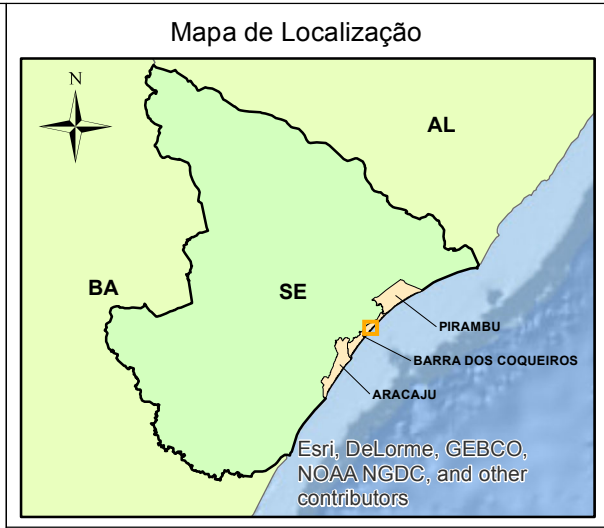 Mapa de Localização
N
AL
BA
SE
PIRAMBU
BARRA DOS COQUEIROS
ARACAJU
Esri, DeLorme, GEBCO,
NOAA NGDC, and other
contributors